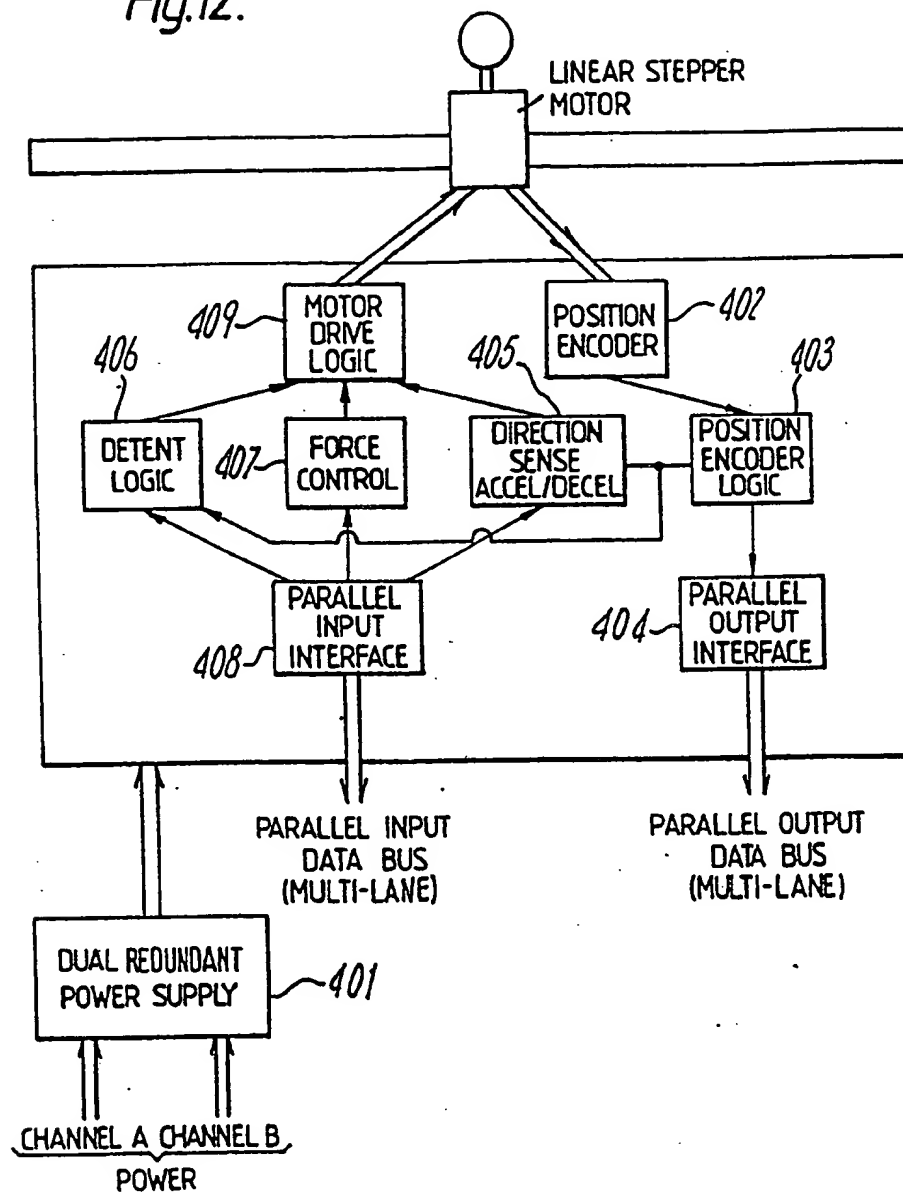 Fig.12.
LINEAR STEPPER
MOTOR
409
MOTOR
DRIVE
LOGIC
POSITION
ENCODER
402
406
405
403
DETENT
LOGIC
407
FORCE
CONTROL
DIRECTION
SENSE
ACCEL/DECEL
POSITION
ENCODER
LOGIC
408
PARALLEL
INPUT
INTERFACE
404
PARALLEL
OUTPUT
INTERFACE
PARALLEL INPUT
DATA BUS
(MULTI-LANE)
PARALLEL OUTPUT
DATA BUS
(MULTI-LANE)
DUAL REDUNDANT
POWER SUPPLY
401
CHANNEL A CHANNEL B
POWER